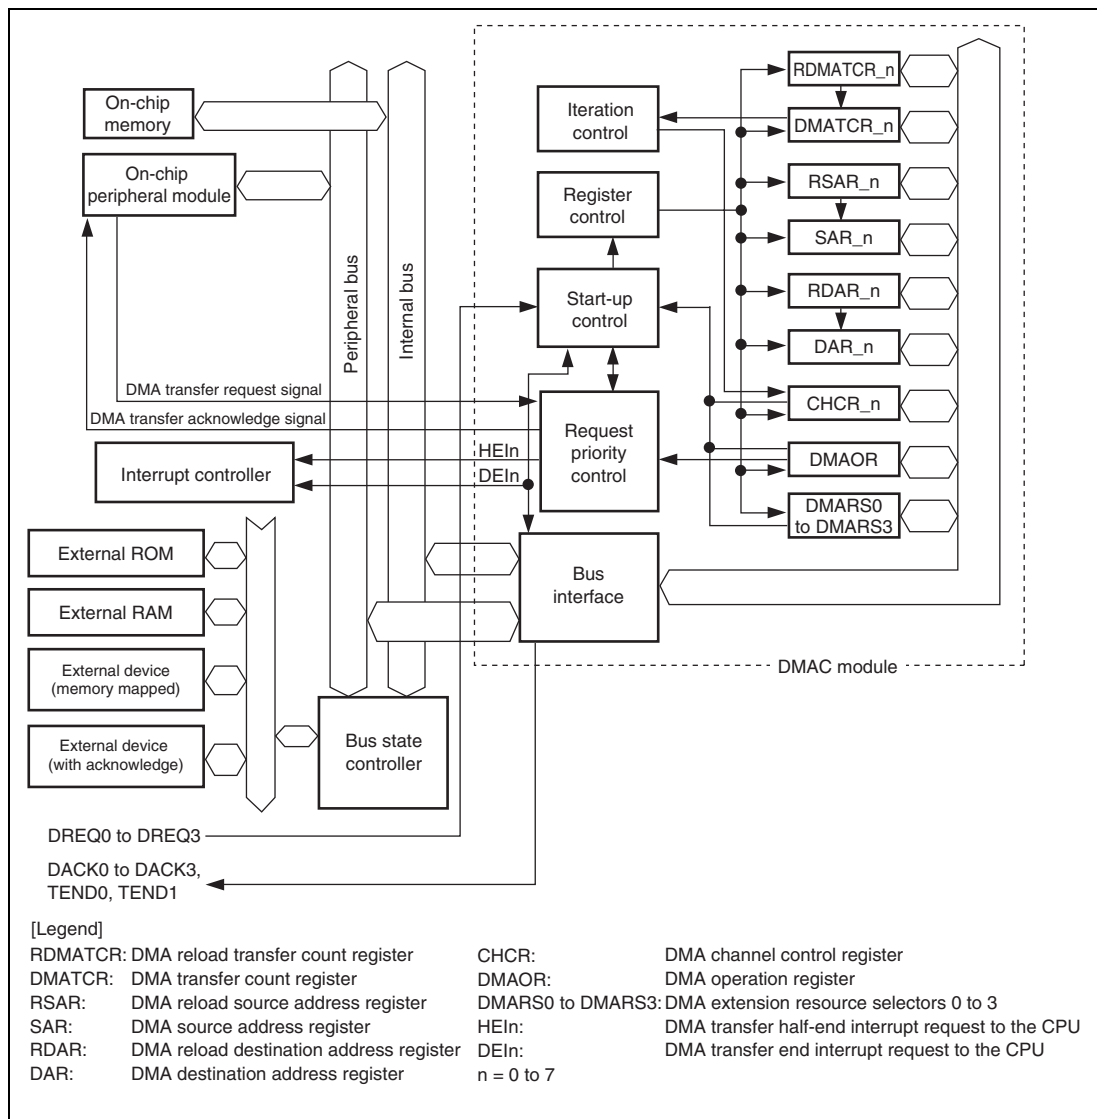 On-chip
memory
On-chip
peripheral module
Peripheral bus
Internal bus
Iteration
control
Register
control
Start-up
control
Request
priority
control
Bus
interface
RDMATCR_n
DMATCR_n
RSAR_n
SAR_n
RDAR_n
DAR_n
CHCR_n
DMAOR
DMARS0
to DMARS3
DMA transfer request signal
DMA transfer acknowledge signal
HEIn
DEIn
Interrupt controller
External ROM
External RAM
External device
(memory mapped)
External device
(with acknowledge)
Bus state
controller
DMAC module
DREQ0 to DREQ3
DACK0 to DACK3,
TEND0, TEND1
[Legend]
RDMATCR: DMA reload transfer count register
DMATCR: DMA transfer count register
RSAR: DMA reload source address register
SAR: DMA source address register
RDAR: DMA reload destination address register
DAR: DMA destination address register
CHCR: DMA channel control register
DMAOR: DMA operation register
DMARS0 to DMARS3: DMA extension resource selectors 0 to 3
HEIn: DMA transfer half-end interrupt request to the CPU
DEIn: DMA transfer end interrupt request to the CPU
n = 0 to 7